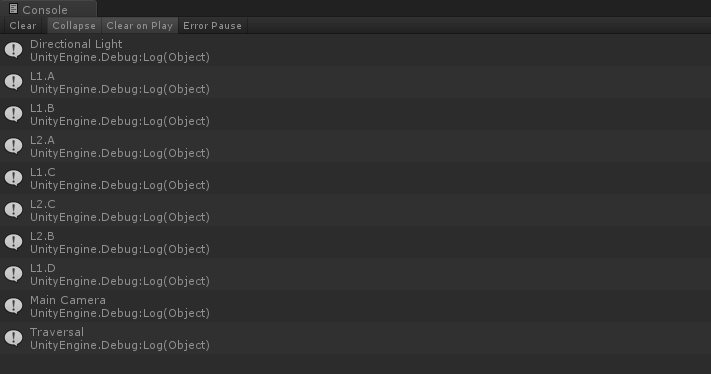 Console
Clear Collapse Clear on Play Error Pause
Directional Light
UnityEngine.Debug:Log(Object)
L1.A
UnityEngine.Debug:Log(Object)
L1.B
UnityEngine.Debug:Log(Object)
L2.A
UnityEngine.Debug:Log(Object)
L1.C
UnityEngine.Debug:Log(Object)
L2.C
UnityEngine.Debug:Log(Object)
L2.B
UnityEngine.Debug:Log(Object)
L1.D
UnityEngine.Debug:Log(Object)
Main Camera
UnityEngine.Debug:Log(Object)
Traversal
UnityEngine.Debug:Log(Object)